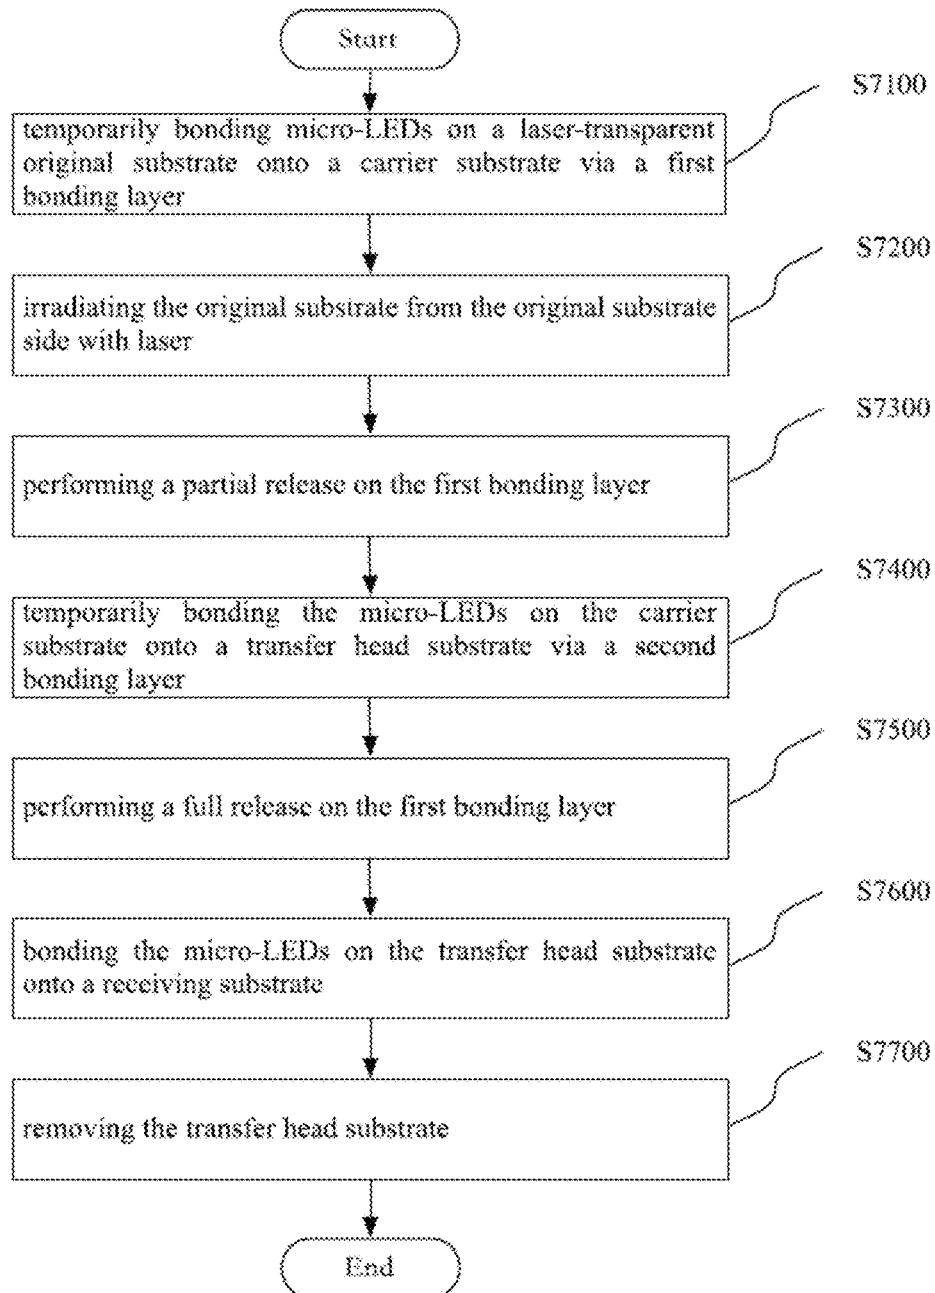 Start
S7100
temporarily bonding micro-LEDs on a laser-transparent
original substrate onto a carrier substrate via a first
bonding layer
S7200
irradiating the original substrate from the original substrate
side with laser
S7300
performing a partial release on the first bonding layer
S7400
temporarily bonding the micro-LEDs on the carrier
substrate onto a transfer head substrate via a second
bonding layer
S7500
performing a full release on the first bonding layer
S7600
bonding the micro-LEDs on the transfer head substrate
onto a receiving substrate
S7700
removing the transfer head substrate
End